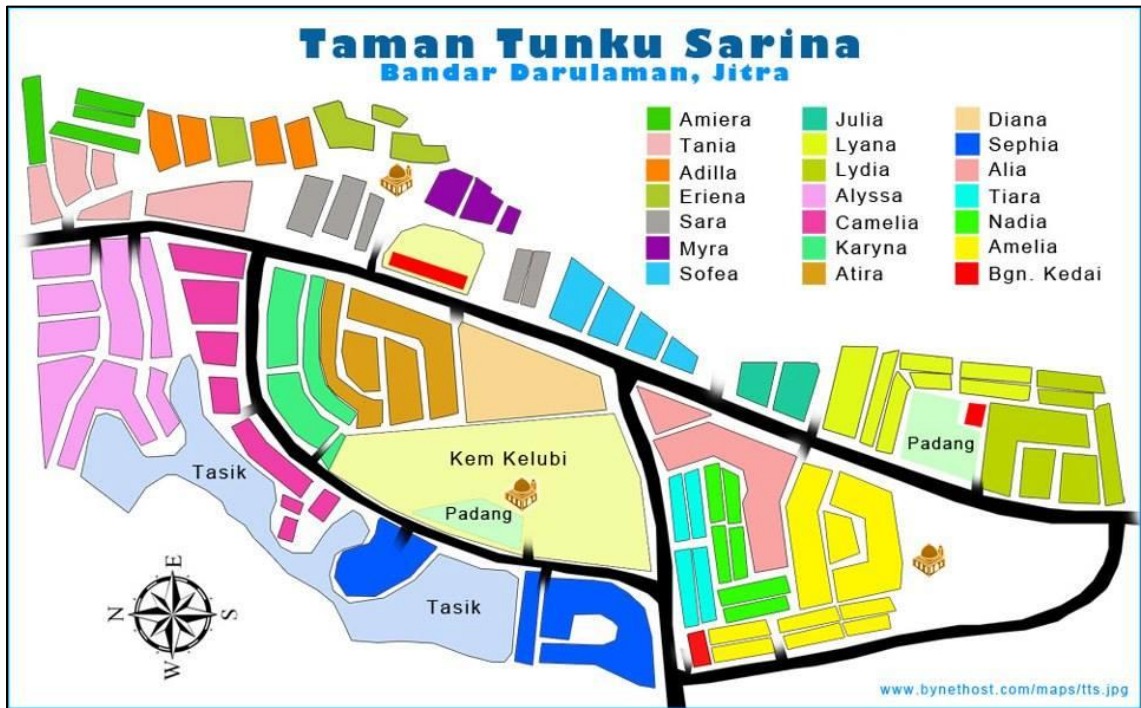 Taman Tunku Sarina
Bandar Darulaman, Jitra
Amiera
Tania
Adilla
Eriena
Sara
Myra
Sofea
Julia
Lyana
Lydia
Alyssa
Camelia
Karyna
Atira
Diana
Sephia
Alia
Tiara
Nadia
Amelia
Bgn. Kedai
Padang
Kem Kelubi
Tasik
Padang
Tasik
E
N
S
W
www.bynethost.com/maps/tts.jpg